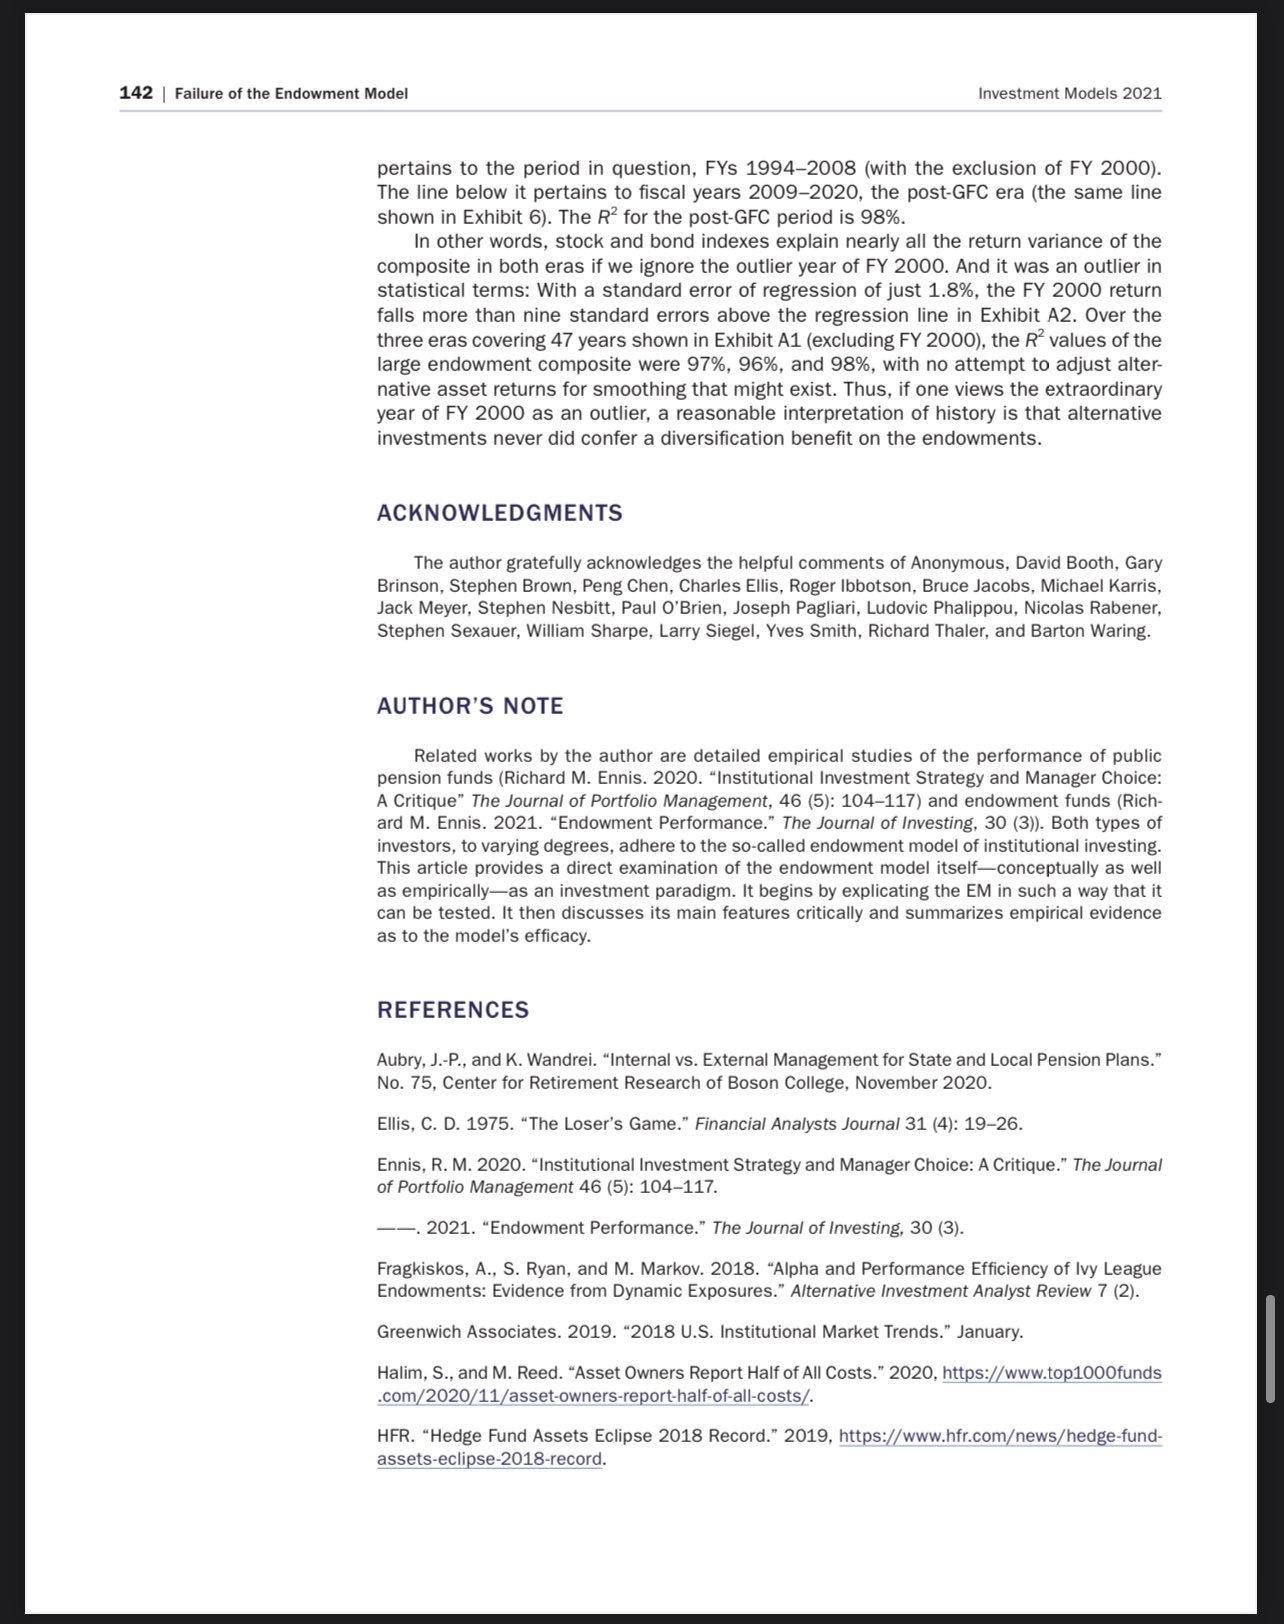 142 | Failure of the Endowment Model
Investment Models 2021
pertains to the period in question, FYs 1994–2008 (with the exclusion of FY 2000).
The line below it pertains to fiscal years 2009–2020, the post-GFC era (the same line
shown in Exhibit 6). The R² for the post-GFC period is 98%.
In other words, stock and bond indexes explain nearly all the return variance of the
composite in both eras if we ignore the outlier year of FY 2000. And it was an outlier in
statistical terms: With a standard error of regression of just 1.8%, the FY 2000 return
falls more than nine standard errors above the regression line in Exhibit A2. Over the
three eras covering 47 years shown in Exhibit A1 (excluding FY 2000), the R² values of the
large endowment composite were 97%, 96%, and 98%, with no attempt to adjust alter-
native asset returns for smoothing that might exist. Thus, if one views the extraordinary
year of FY 2000 as an outlier, a reasonable interpretation of history is that alternative
investments never did confer a diversification benefit on the endowments.
ACKNOWLEDGMENTS
The author gratefully acknowledges the helpful comments of Anonymous, David Booth, Gary
Brinson, Stephen Brown, Peng Chen, Charles Ellis, Roger Ibbotson, Bruce Jacobs, Michael Karris,
Jack Meyer, Stephen Nesbitt, Paul O’Brien, Joseph Pagliari, Ludovic Phalippou, Nicolas Rabener,
Stephen Sexauer, William Sharpe, Larry Siegel, Yves Smith, Richard Thaler, and Barton Waring.
AUTHOR’S NOTE
Related works by the author are detailed empirical studies of the performance of public
pension funds (Richard M. Ennis. 2020. “Institutional Investment Strategy and Manager Choice:
A Critique” The Journal of Portfolio Management, 46 (5): 104–117) and endowment funds (Rich-
ard M. Ennis. 2021. “Endowment Performance.” The Journal of Investing, 30 (3)). Both types of
investors, to varying degrees, adhere to the so-called endowment model of institutional investing.
This article provides a direct examination of the endowment model itself—conceptually as well
as empirically—as an investment paradigm. It begins by explicating the EM in such a way that it
can be tested. It then discusses its main features critically and summarizes empirical evidence
as to the model’s efficacy.
REFERENCES
Aubry, J.-P., and K. Wandrei. “Internal vs. External Management for State and Local Pension Plans.”
No. 75, Center for Retirement Research of Boson College, November 2020.
Ellis, C. D. 1975. “The Loser’s Game.” Financial Analysts Journal 31 (4): 19–26.
Ennis, R. M. 2020. “Institutional Investment Strategy and Manager Choice: A Critique.” The Journal
of Portfolio Management 46 (5): 104–117.
——. 2021. “Endowment Performance.” The Journal of Investing, 30 (3).
Fragkiskos, A., S. Ryan, and M. Markov. 2018. “Alpha and Performance Efficiency of Ivy League
Endowments: Evidence from Dynamic Exposures.” Alternative Investment Analyst Review 7 (2).
Greenwich Associates. 2019. “2018 U.S. Institutional Market Trends.” January.
Halim, S., and M. Reed. “Asset Owners Report Half of All Costs.” 2020, https://www.top1000funds
.com/2020/11/asset-owners-report-half-of-all-costs/.
HFR. “Hedge Fund Assets Eclipse 2018 Record.” 2019, https://www.hfr.com/news/hedge-fund-
assets-eclipse-2018-record.